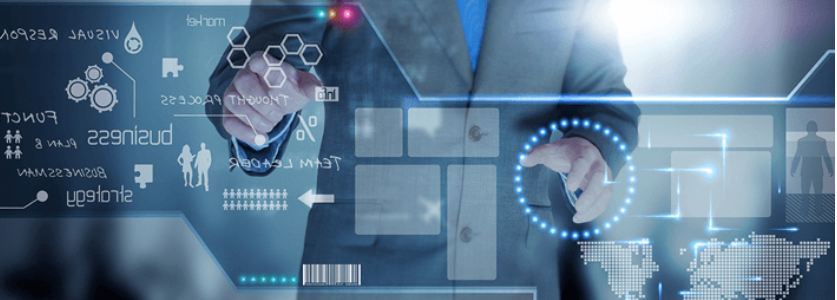 market
VISUAL RESPON
info
THOUGHT PROCESS
FUNCT
%
business
PLAN B
TEAM LEADER
BUSINESSMAN
strategy